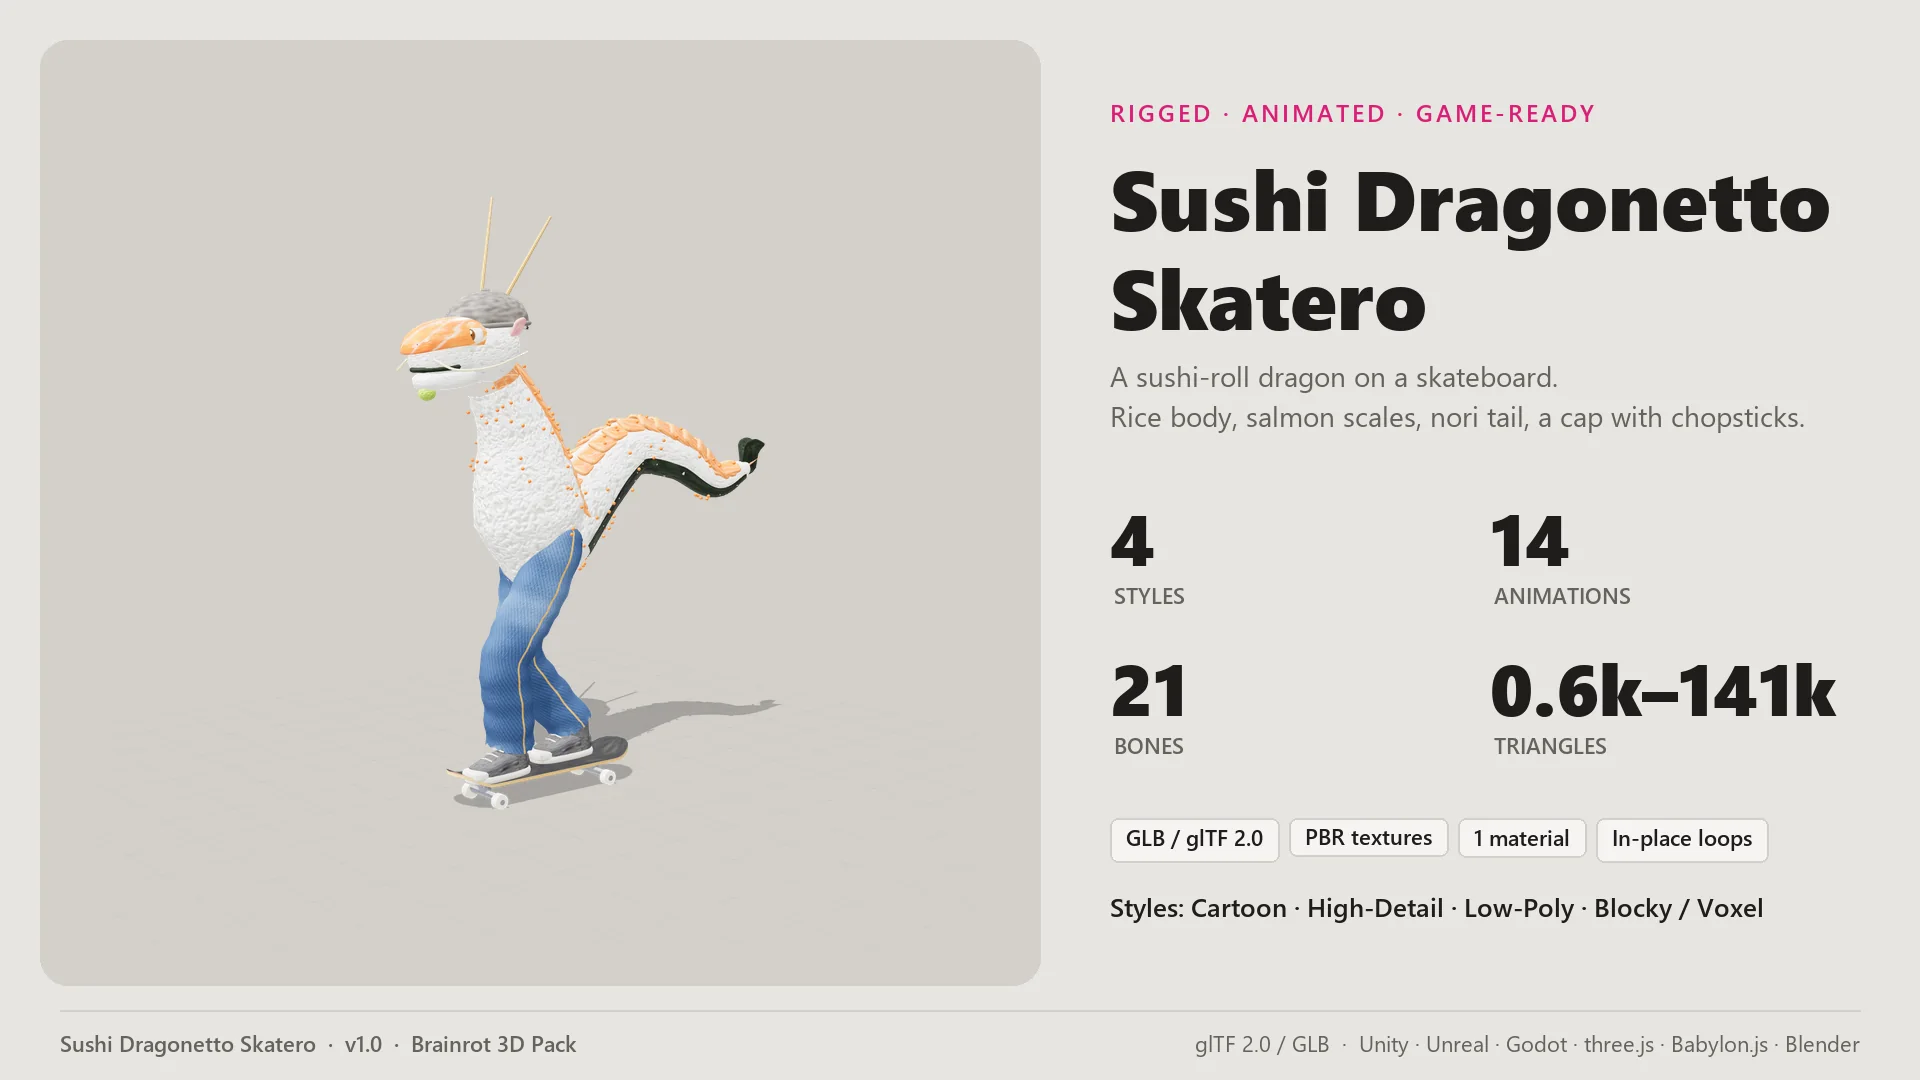 RIGGED · ANIMATED · GAME-READY
Sushi Dragonetto
Skatero
A sushi-roll dragon on a skateboard.
Rice body, salmon scales, nori tail, a cap with chopsticks.
4
STYLES
14
ANIMATIONS
21
BONES
0.6k–141k
TRIANGLES
GLB / glTF 2.0
PBR textures
1 material
In-place loops
Styles: Cartoon · High-Detail · Low-Poly · Blocky / Voxel
Sushi Dragonetto Skatero · v1.0 · Brainrot 3D Pack
glTF 2.0 / GLB · Unity · Unreal · Godot · three.js · Babylon.js · Blender